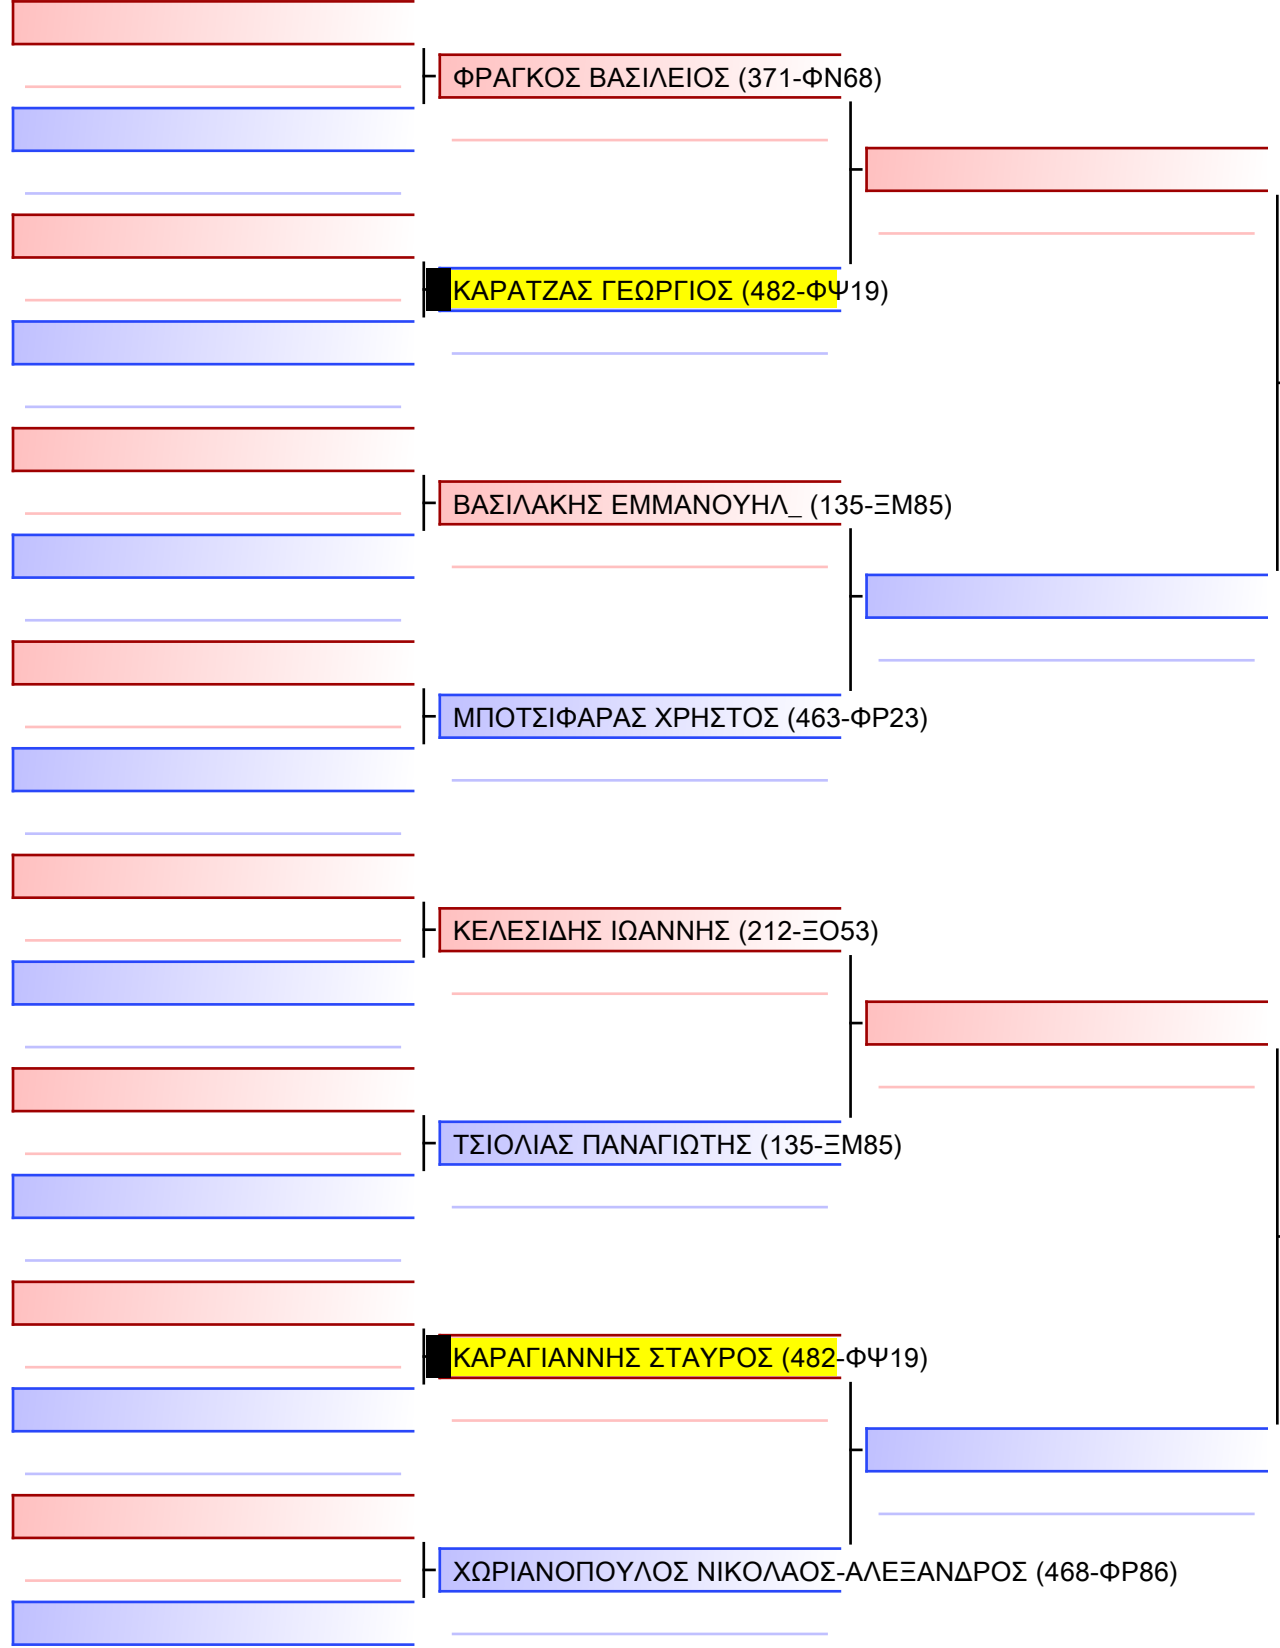 ΦΡΑΓΚΟΣ ΒΑΣΙΛΕΙΟΣ (371-ΦΝ68)
ΚΑΡΑΤΖΑΣ ΓΕΩΡΓΙΟΣ (482-ΦΨ19)
ΒΑΣΙΛΑΚΗΣ ΕΜΜΑΝΟΥΗΛ_ (135-ΞΜ85)
ΜΠΟΤΣΙΦΑΡΑΣ ΧΡΗΣΤΟΣ (463-ΦΡ23)
ΚΕΛΕΣΙΔΗΣ ΙΩΑΝΝΗΣ (212-ΞΟ53)
ΤΣΙΟΛΙΑΣ ΠΑΝΑΓΙΩΤΗΣ (135-ΞΜ85)
ΚΑΡΑΓΙΑΝΝΗΣ ΣΤΑΥΡΟΣ (482-ΦΨ19)
ΧΩΡΙΑΝΟΠΟΥΛΟΣ ΝΙΚΟΛΑΟΣ-ΑΛΕΞΑΝΔΡΟΣ (468-ΦΡ86)